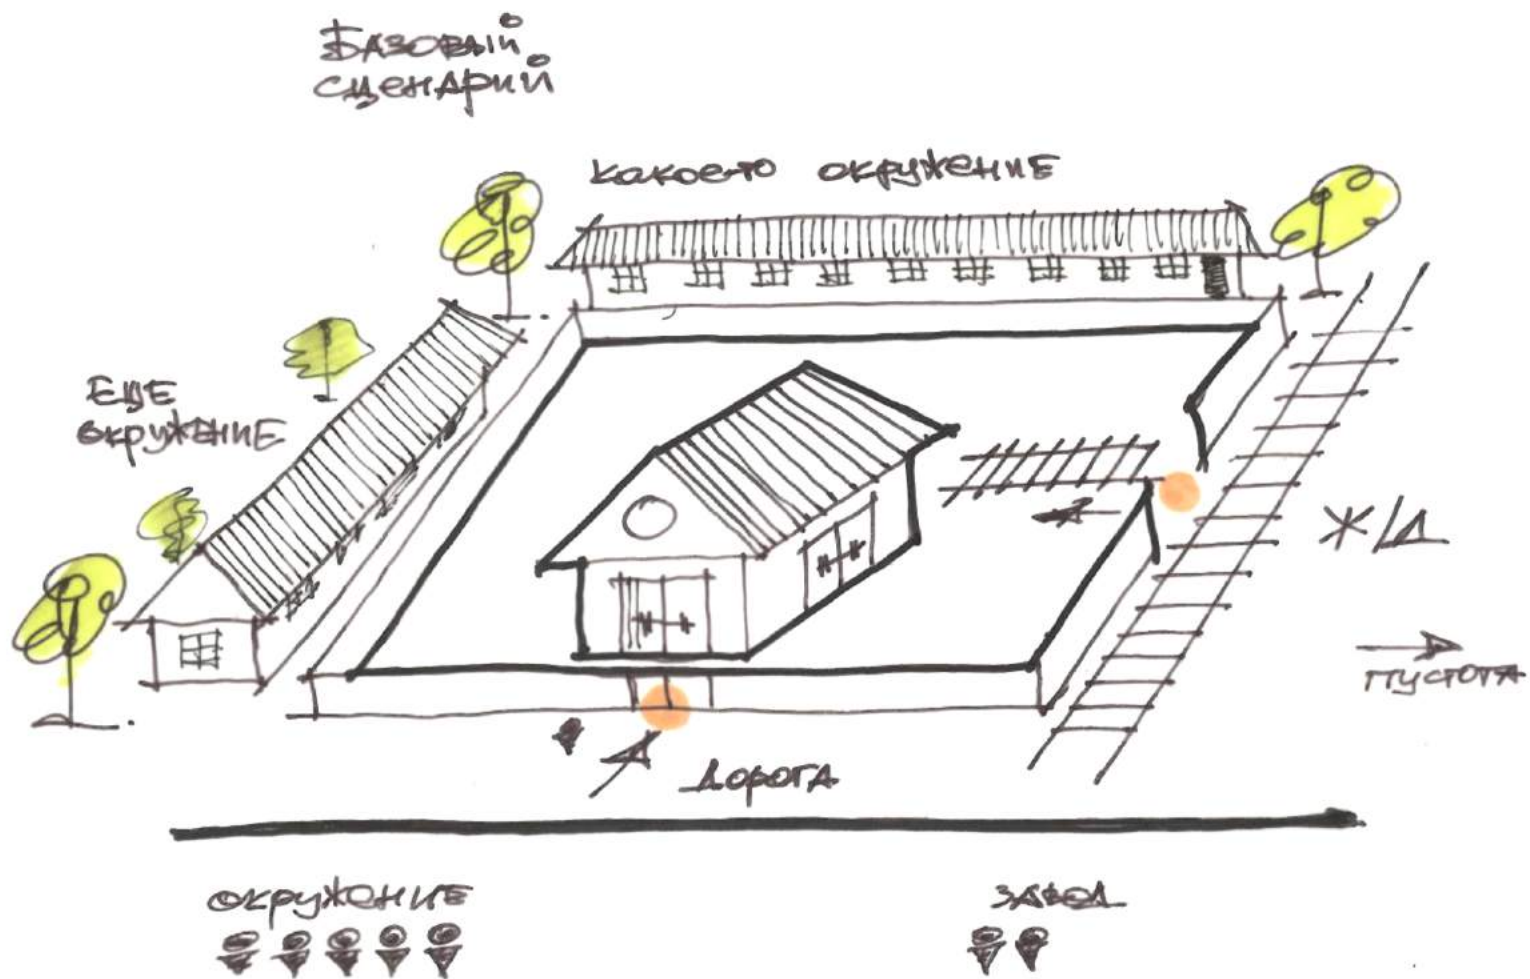 Базовый
сценарий
какое-то окружение
еще
окружение
Ж/Д
пустота
дорога
окружение
завод